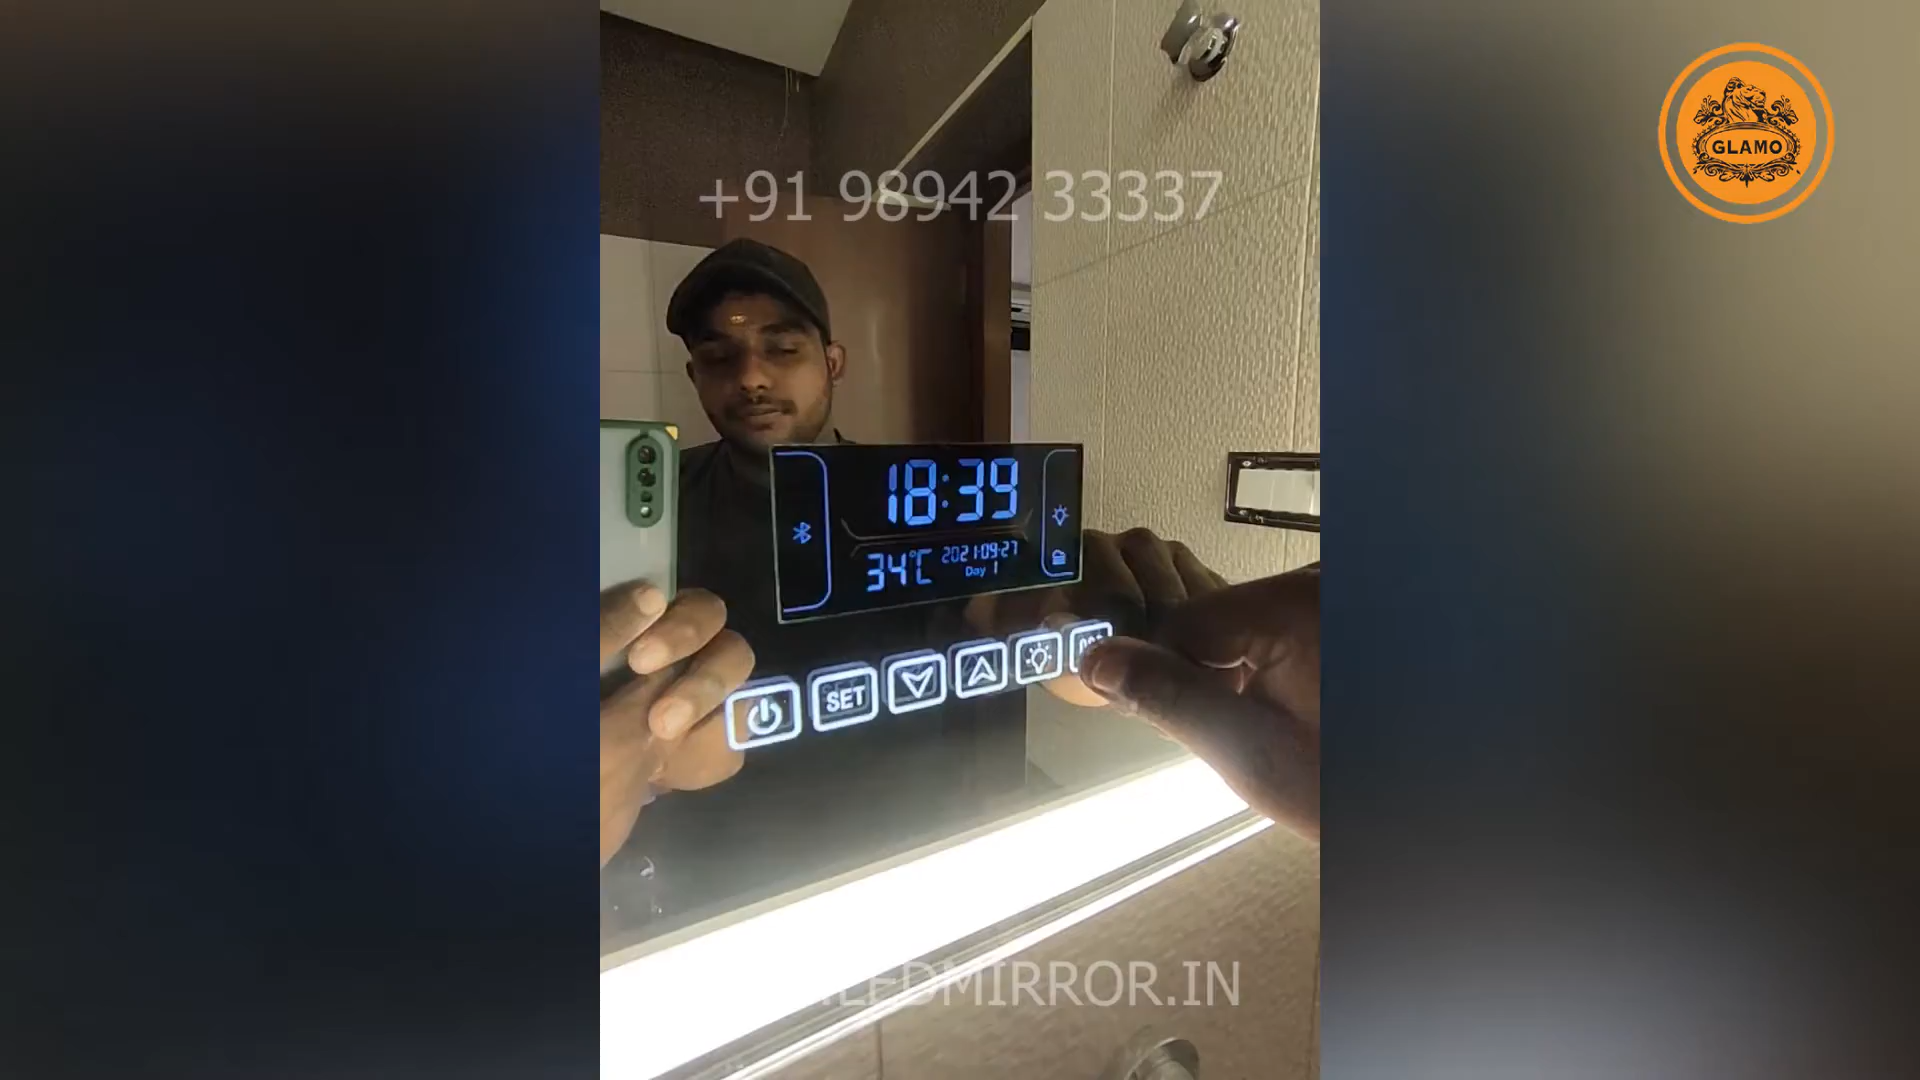 GLAMO
+91 98942 33337
18:39
34°C
2021:09:27
Day 1
SET
LEDMIRROR.IN